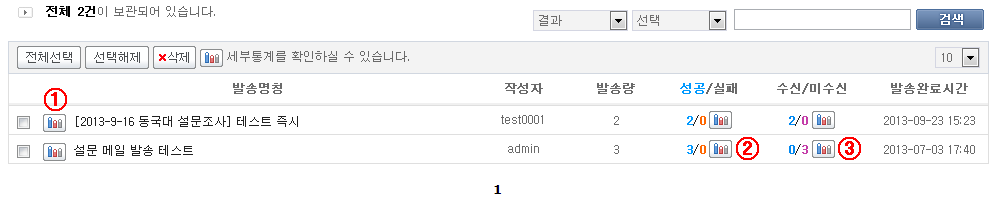 전체 2건이 보관되어 있습니다.
결과 선택 검색
전체선택 선택해제 ×삭제 세부통계를 확인하실 수 있습니다. 10
발송명칭 작성자 발송량 성공/실패 수신/미수신 발송완료시간
①
[2013-9-16 동국대 설문조사] 테스트 즉시 test0001 2 2/0 2/0 2013-09-23 15:23
설문 메일 발송 테스트 admin 3 3/0 ② 0/3 ③ 2013-07-03 17:40
1